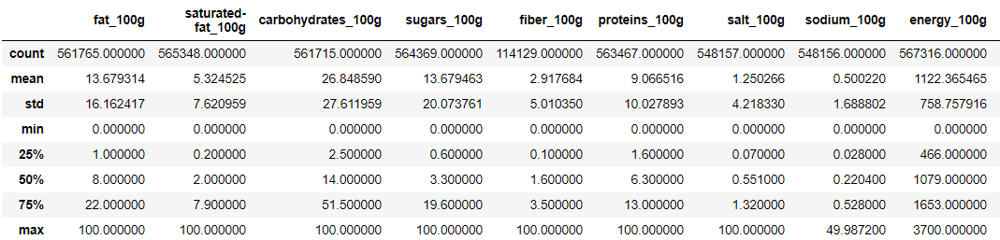 fat_100g saturated-fat_100g carbohydrates_100g sugars_100g fiber_100g proteins_100g salt_100g sodium_100g energy_100g
count 561765.000000 565348.000000 561715.000000 564369.000000 114129.000000 563467.000000 548157.000000 548156.000000 567316.000000
mean 13.679314 5.324525 26.848590 13.679463 2.917684 9.066516 1.250266 0.500220 1122.365465
std 16.162417 7.620959 27.611959 20.073761 5.010350 10.027893 4.218330 1.688802 758.757916
min 0.000000 0.000000 0.000000 0.000000 0.000000 0.000000 0.000000 0.000000 0.000000
25% 1.000000 0.200000 2.500000 0.600000 0.100000 1.600000 0.070000 0.028000 466.000000
50% 8.000000 2.000000 14.000000 3.300000 1.600000 6.300000 0.551000 0.220400 1079.000000
75% 22.000000 7.900000 51.500000 19.600000 3.500000 13.000000 1.320000 0.528000 1653.000000
max 100.000000 100.000000 100.000000 100.000000 100.000000 100.000000 100.000000 49.987200 3700.000000